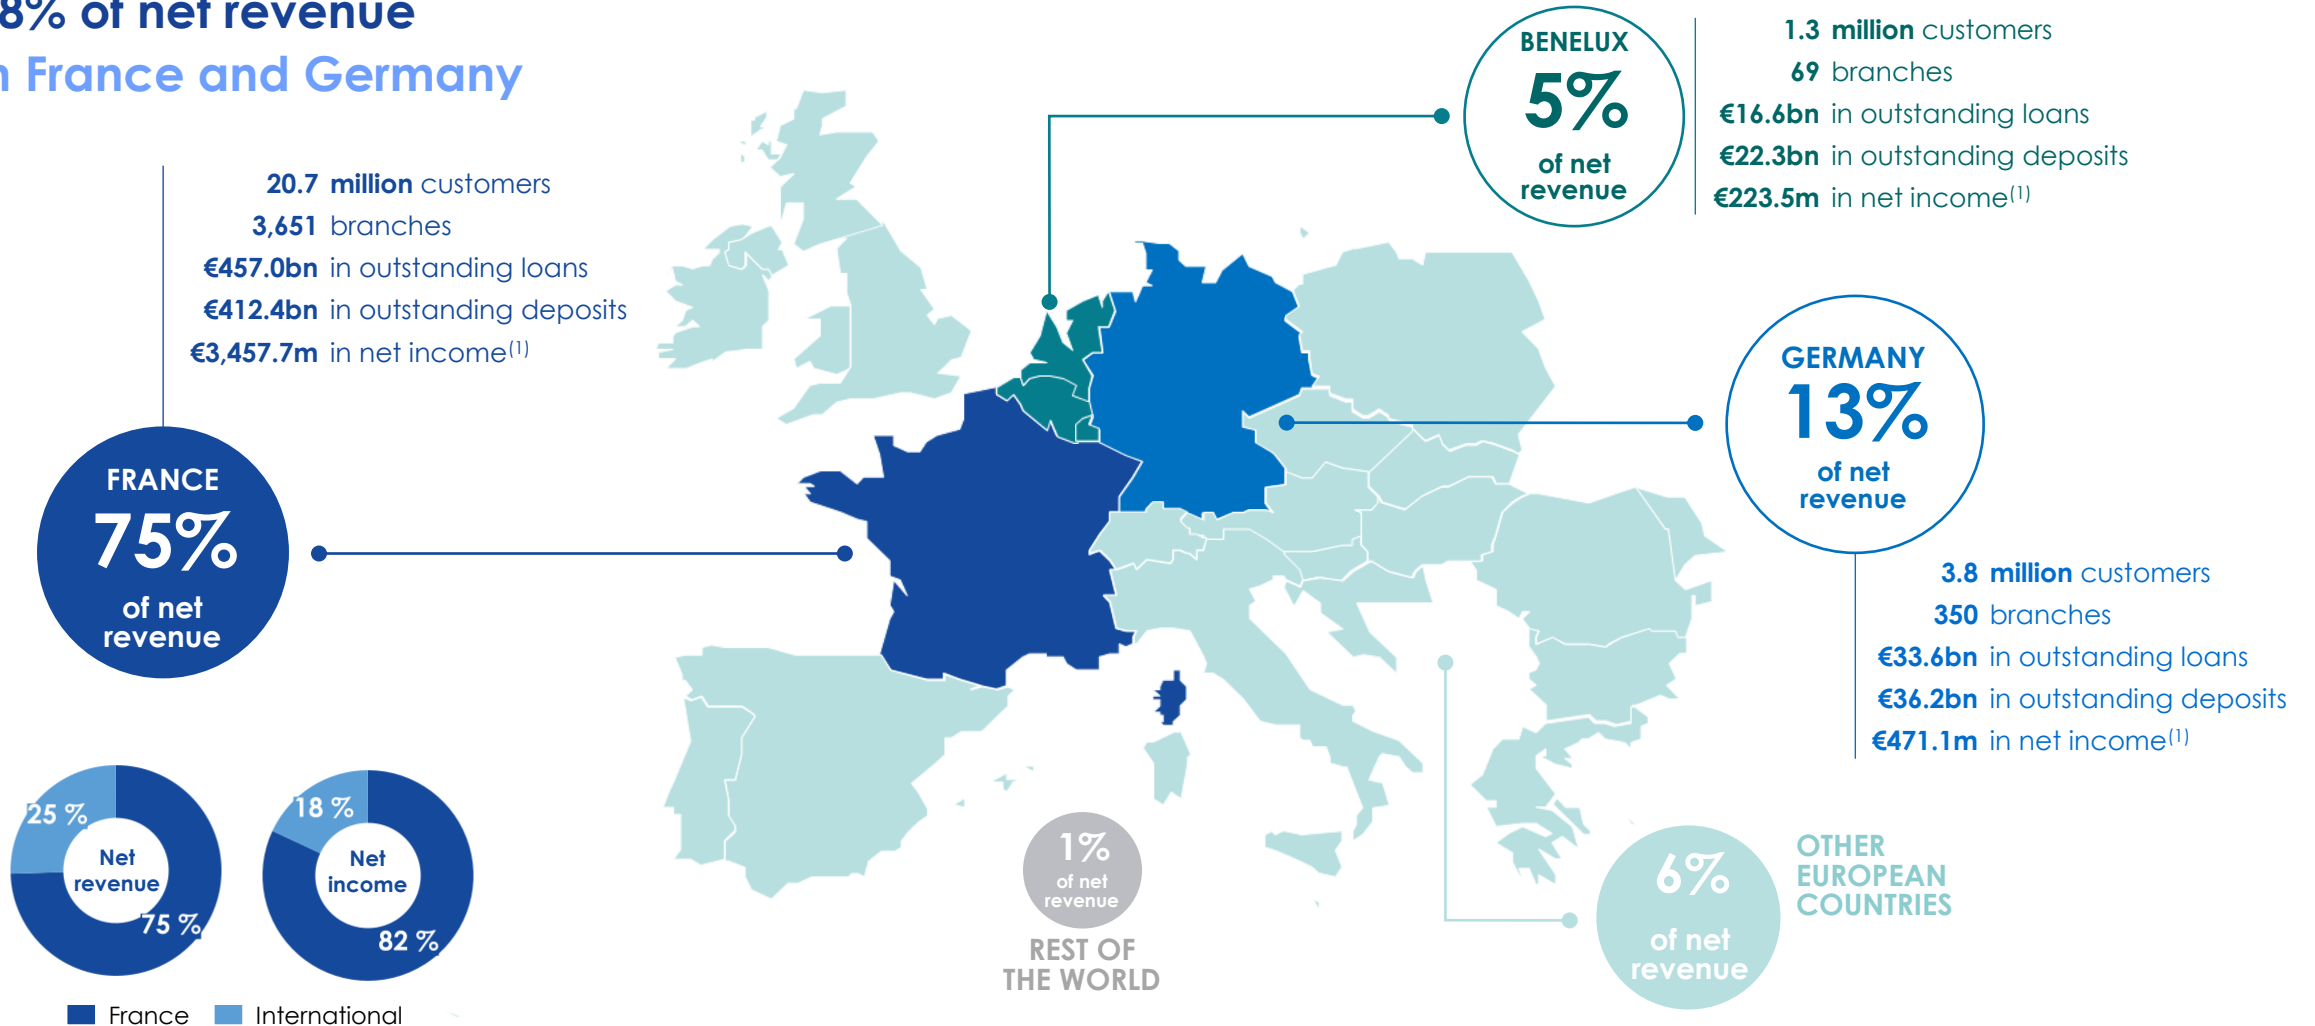 8% of net revenue
France and Germany
20.7 million customers
3,651 branches
€457.0bn in outstanding loans
€412.4bn in outstanding deposits
€3,457.7m in net income(1)
FRANCE
75%
of net
revenue
BENELUX
5%
of net
revenue
1.3 million customers
69 branches
€16.6bn in outstanding loans
€22.3bn in outstanding deposits
€223.5m in net income(1)
GERMANY
13%
of net
revenue
3.8 million customers
350 branches
€33.6bn in outstanding loans
€36.2bn in outstanding deposits
€471.1m in net income(1)
25 %
Net
revenue
75 %
18 %
Net
income
82 %
France
International
1%
of net
revenue
REST OF
THE WORLD
6%
of net
revenue
OTHER
EUROPEAN
COUNTRIES